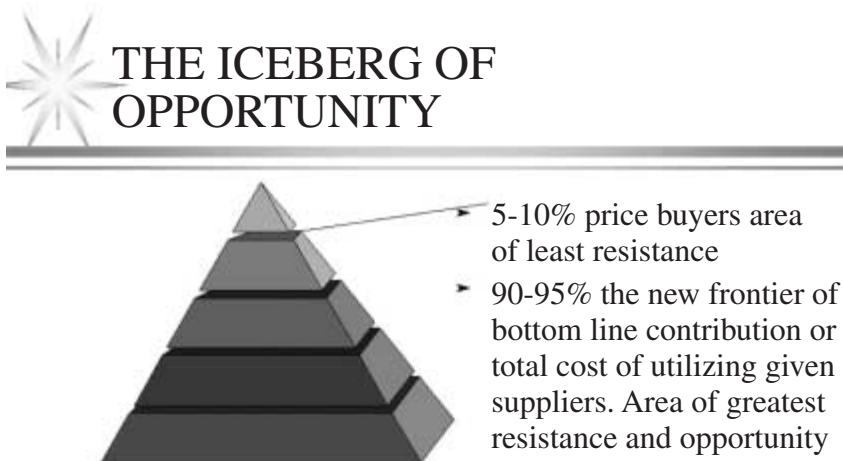 THE ICEBERG OF
OPPORTUNITY
➤ 5-10% price buyers area
of least resistance
➤ 90-95% the new frontier of
bottom line contribution or
total cost of utilizing given
suppliers. Area of greatest
resistance and opportunity